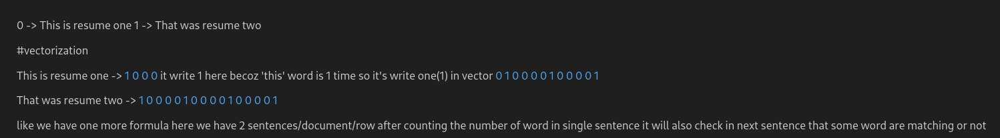 0 -> This is resume one 1 -> That was resume two
#vectorization
This is resume one -> 1 0 0 0 it write 1 here becoz 'this' word is 1 time so it's write one(1) in vector 0 1 0 0 0 0 1 0 0 0 0 1
That was resume two -> 1 0 0 0 0 1 0 0 0 0 1 0 0 0 0 1
like we have one more formula here we have 2 sentences/document/row after counting the number of word in single sentence it will also check in next sentence that some word are matching or not